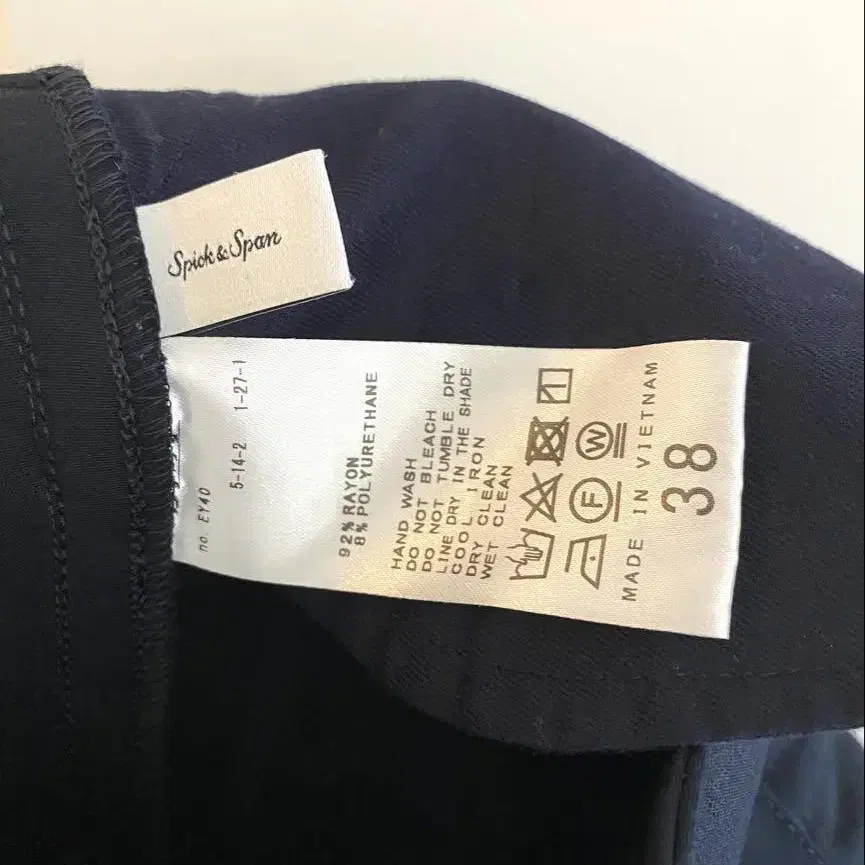 Spick & Span
no. EY40
5-14-2 1-27-1
92% RAYON
8% POLYURETHANE
HAND WASH
DO NOT BLEACH
DO NOT TUMBLE DRY
LINE DRY IN THE SHADE
COOL IRON
DRY CLEAN
WET CLEAN
F W
MADE IN VIETNAM
38